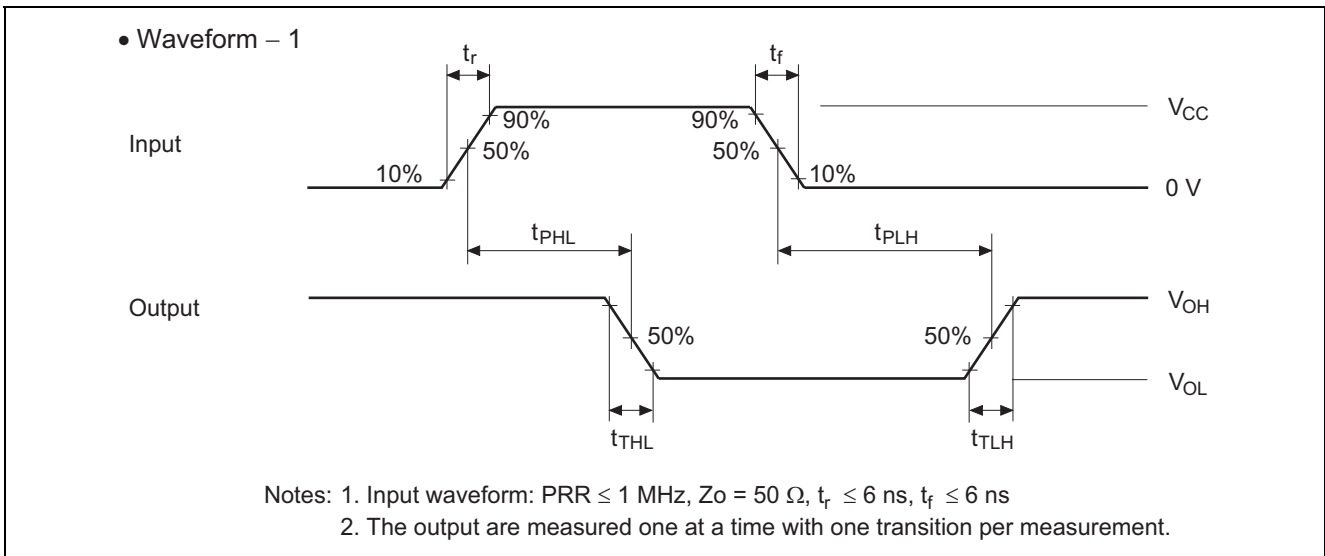 • Waveform – 1
tr
tf
90%
90%
VCC
Input
50%
50%
10%
10%
0 V
tPHL
tPLH
Output
VOH
50%
50%
VOL
tTHL
tTLH
Notes: 1. Input waveform: PRR ≤ 1 MHz, Zo = 50 Ω, tr ≤ 6 ns, tf ≤ 6 ns
2. The output are measured one at a time with one transition per measurement.